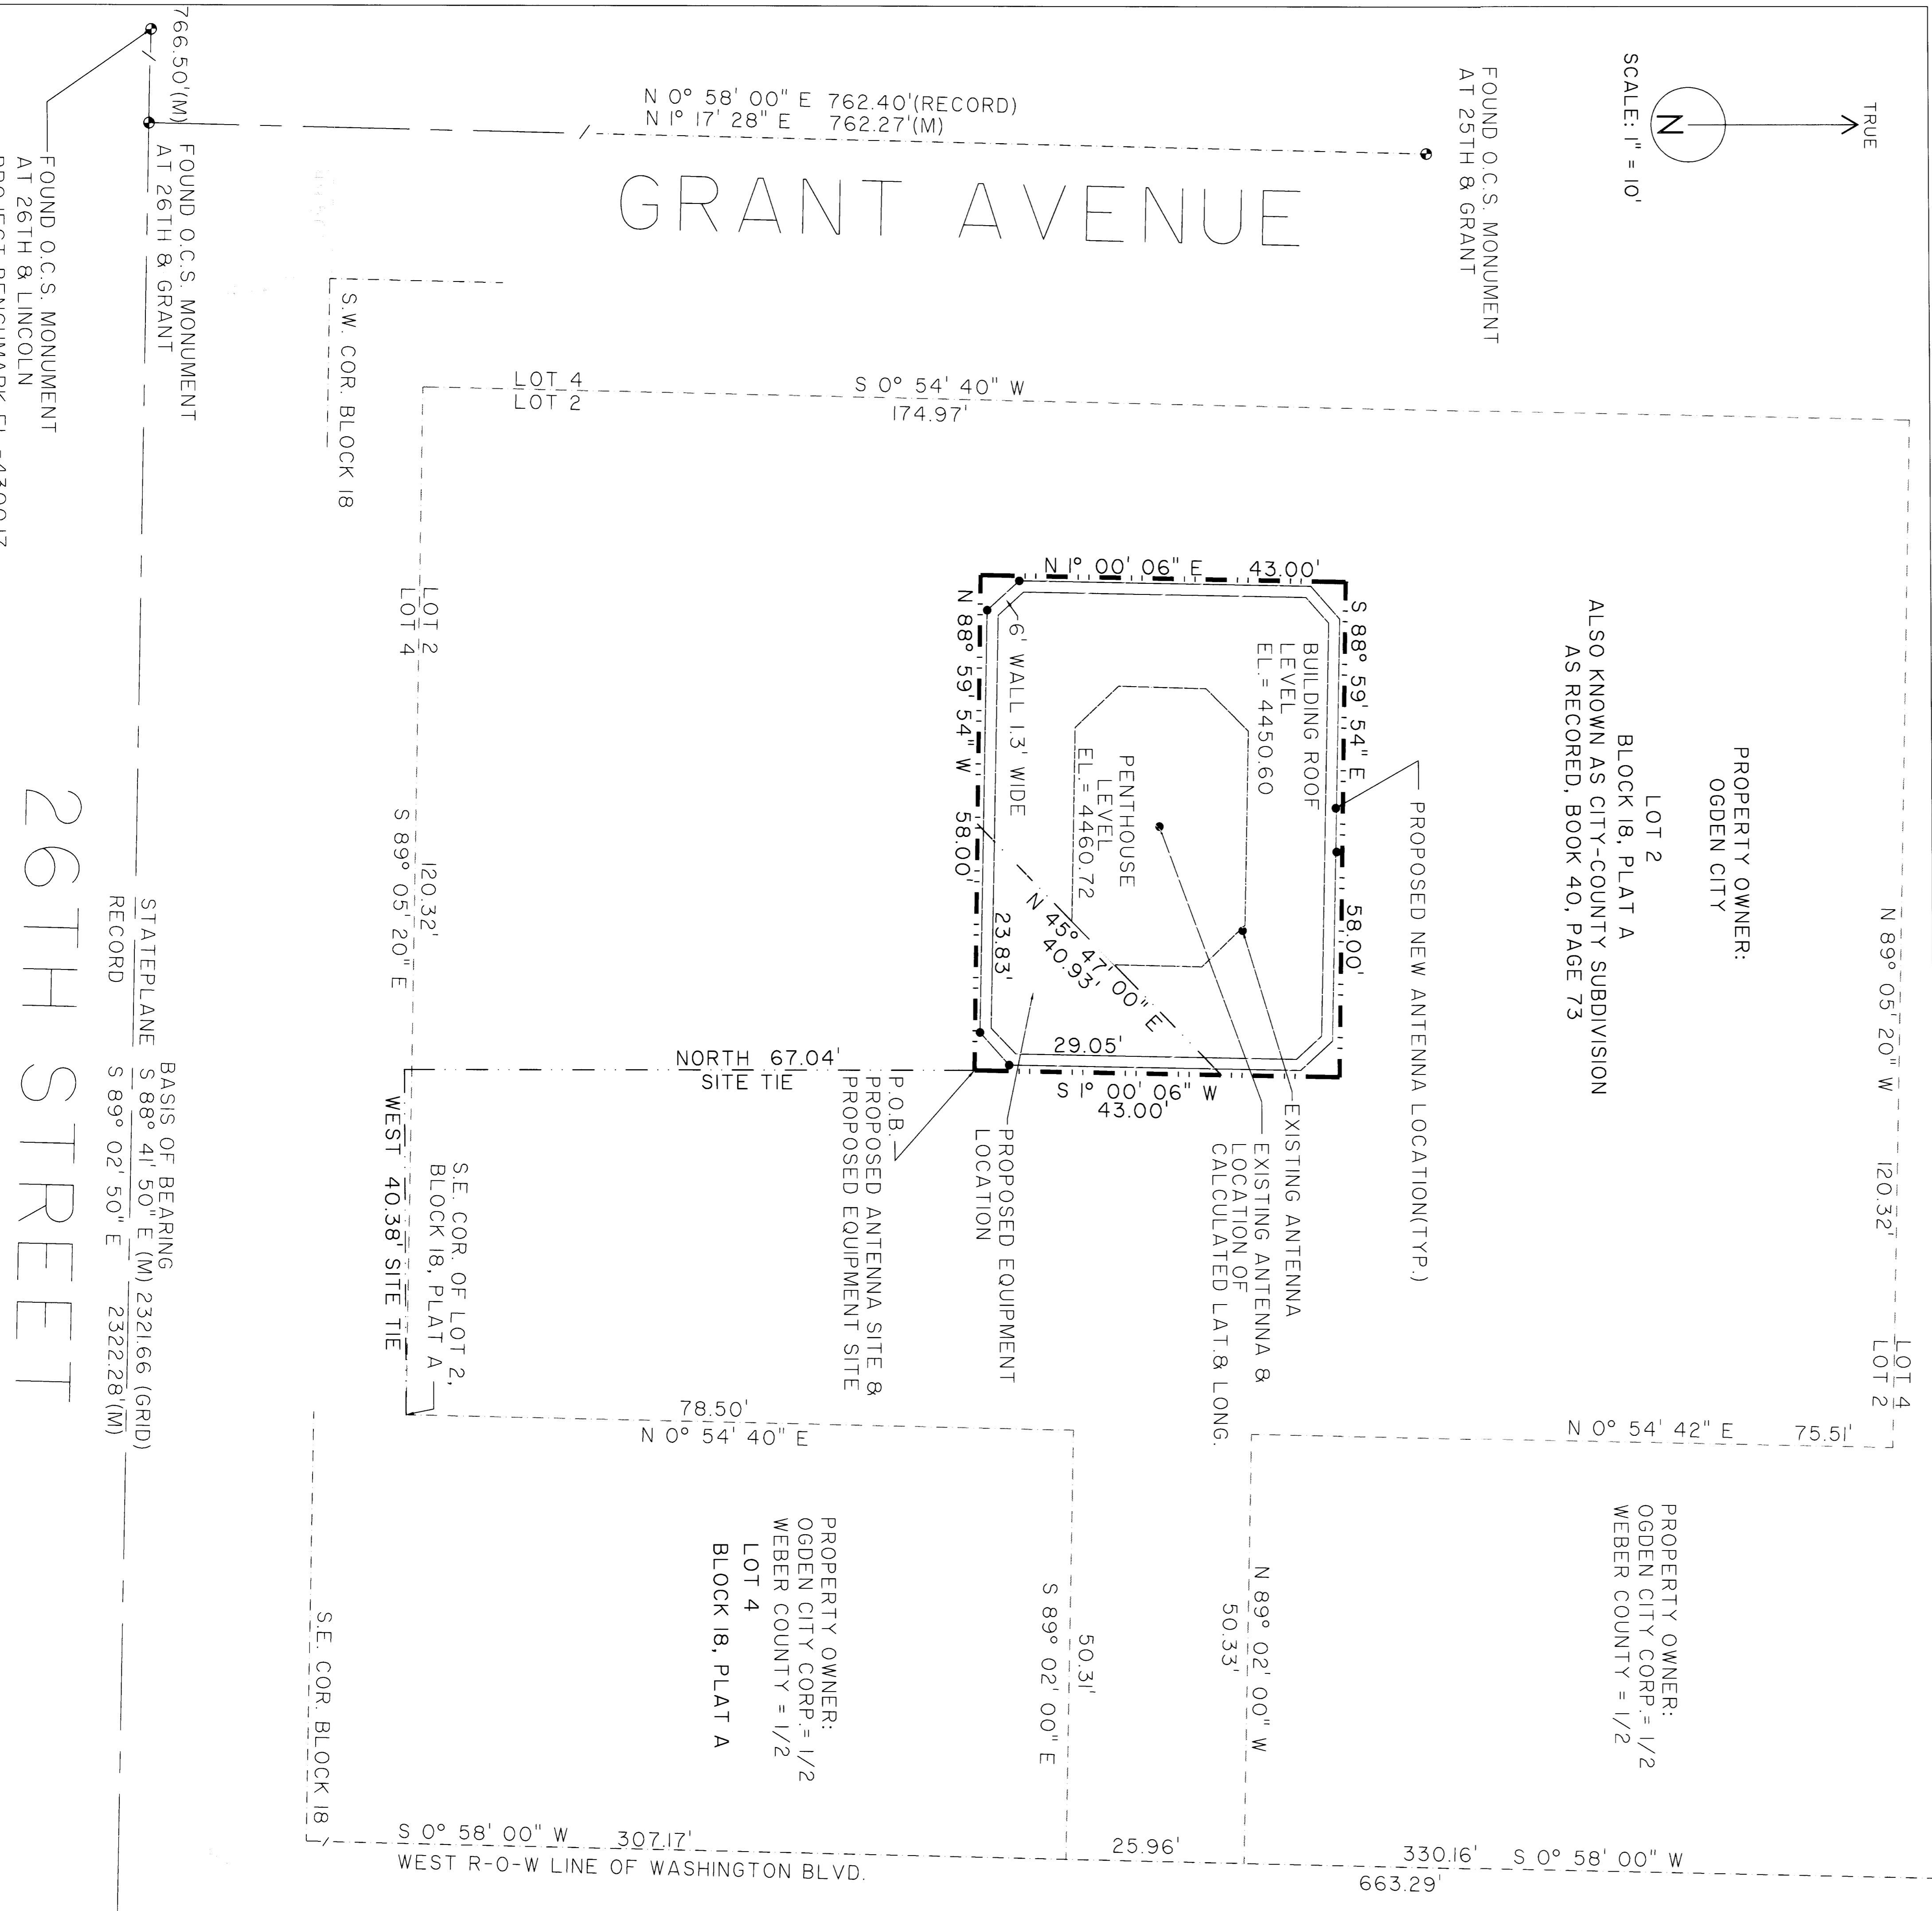 TRUE
N
SCALE: 1" = 10'
FOUND O.C.S. MONUMENT
AT 25TH & GRANT
N 0° 58' 00" E 762.40'(RECORD)
N 1° 17' 28" E 762.27'(M)
GRANT AVENUE
766.50'(M)
FOUND O.C.S. MONUMENT
AT 26TH & GRANT
FOUND O.C.S. MONUMENT
AT 26TH & LINCOLN
S.W. COR. BLOCK 18
LOT 4
LOT 2
S 0° 54' 40" W
174.97'
PROPERTY OWNER:
OGDEN CITY
LOT 2
BLOCK 18, PLAT A
ALSO KNOWN AS CITY-COUNTY SUBDIVISION
AS RECORDED, BOOK 40, PAGE 73
N 89° 05' 20" W 120.32'
LOT 4
LOT 2
N 1° 00' 06" E 43.00'
S 88° 59' 54" E 58.00'
BUILDING ROOF
LEVEL
EL.= 4450.60
PENTHOUSE
LEVEL
EL.= 4460.72
6' WALL 1.3' WIDE
N 88° 59' 54" W 58.00'
23.83'
N 45° 47' 00" E
40.93'
29.05'
S 1° 00' 06" W
43.00'
PROPOSED NEW ANTENNA LOCATION(TYP.)
EXISTING ANTENNA
EXISTING ANTENNA &
LOCATION OF
CALCULATED LAT.& LONG.
PROPOSED EQUIPMENT
LOCATION
P.O.B.
PROPOSED ANTENNA SITE &
PROPOSED EQUIPMENT SITE
NORTH 67.04'
SITE TIE
LOT 2
LOT 4
120.32'
S 89° 05' 20" E
WEST 40.38' SITE TIE
S.E. COR. OF LOT 2,
BLOCK 18, PLAT A
78.50'
N 0° 54' 40" E
N 0° 54' 42" E 75.51'
PROPERTY OWNER:
OGDEN CITY CORP.= 1/2
WEBER COUNTY = 1/2
N 89° 02' 00" W
50.33'
50.31'
S 89° 02' 00" E
PROPERTY OWNER:
OGDEN CITY CORP.= 1/2
WEBER COUNTY = 1/2
LOT 4
BLOCK 18, PLAT A
S.E. COR. BLOCK 18
S 0° 58' 00" W 307.17'
WEST R-O-W LINE OF WASHINGTON BLVD.
25.96'
330.16' S 0° 58' 00" W
663.29'
BASIS OF BEARING
STATEPLANE S 88° 41' 50" E (M) 2321.66 (GRID)
RECORD S 89° 02' 50" E 2322.28'(M)
26TH STREET